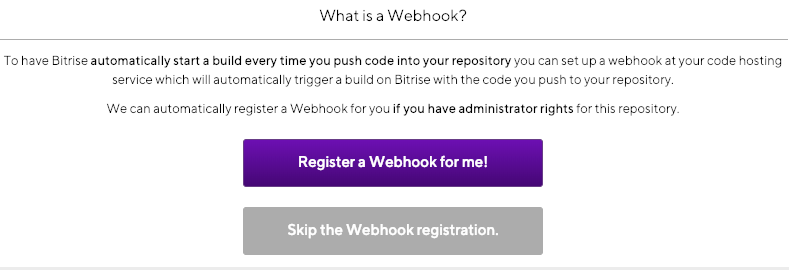 What is a Webhook?
To have Bitrise automatically start a build every time you push code into your repository you can set up a webhook at your code hosting
service which will automatically trigger a build on Bitrise with the code you push to your repository.
We can automatically register a Webhook for you if you have administrator rights for this repository.
Register a Webhook for me!
Skip the Webhook registration.